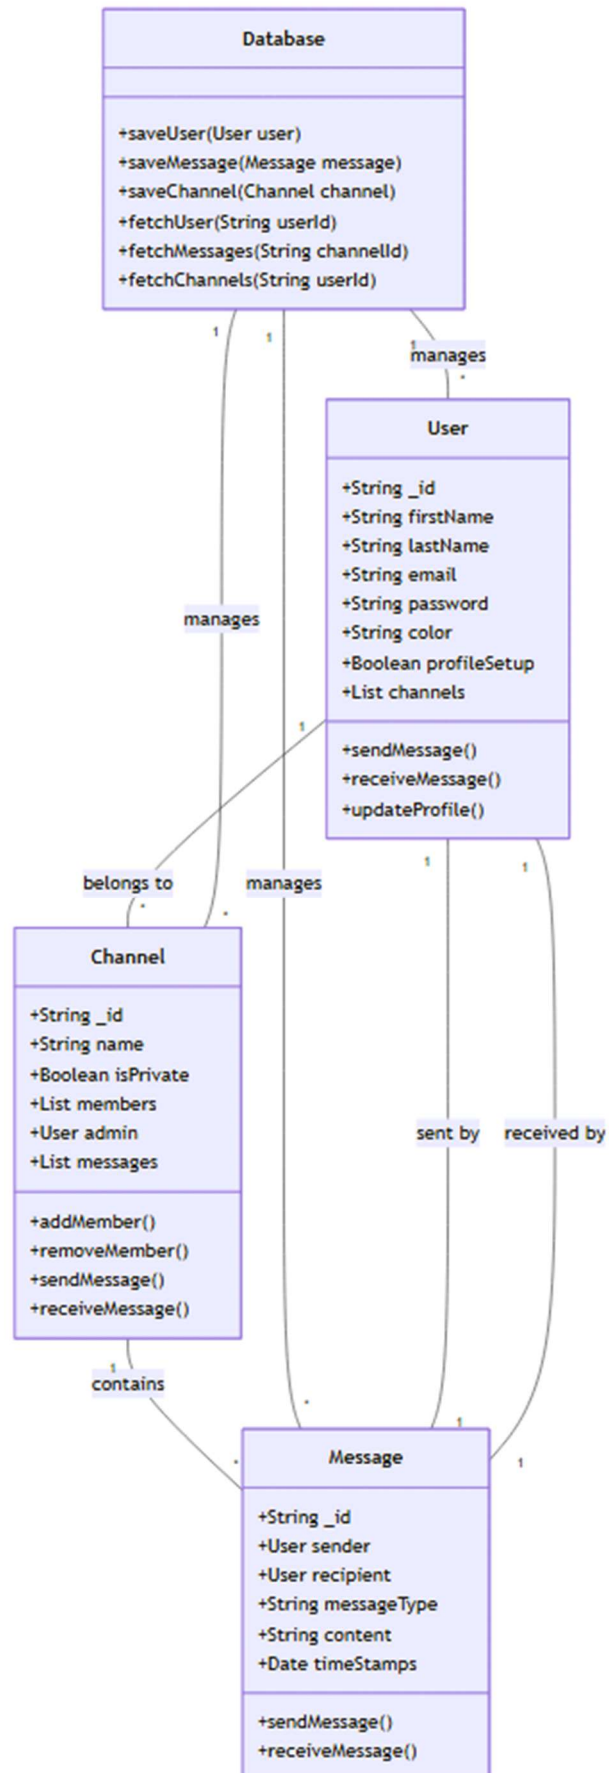 Database
+saveUser(User user)
+saveMessage(Message message)
+saveChannel(Channel channel)
+fetchUser(String userId)
+fetchMessages(String channelId)
+fetchChannels(String userId)
1
1
1
manages
*
User
+String _id
+String firstName
+String lastName
+String email
+String password
+String color
+Boolean profileSetup
+List channels
+sendMessage()
+receiveMessage()
+updateProfile()
manages
1
belongs to
*
*
manages
1
1
Channel
+String _id
+String name
+Boolean isPrivate
+List members
+User admin
+List messages
+addMember()
+removeMember()
+sendMessage()
+receiveMessage()
sent by
received by
1
contains
*
*
1
1
Message
+String _id
+User sender
+User recipient
+String messageType
+String content
+Date timeStamps
+sendMessage()
+receiveMessage()